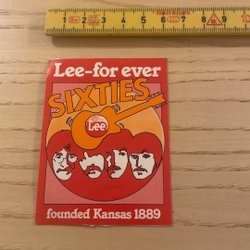 Lee-for ever
SIXTIES
Lee
founded Kansas 1889